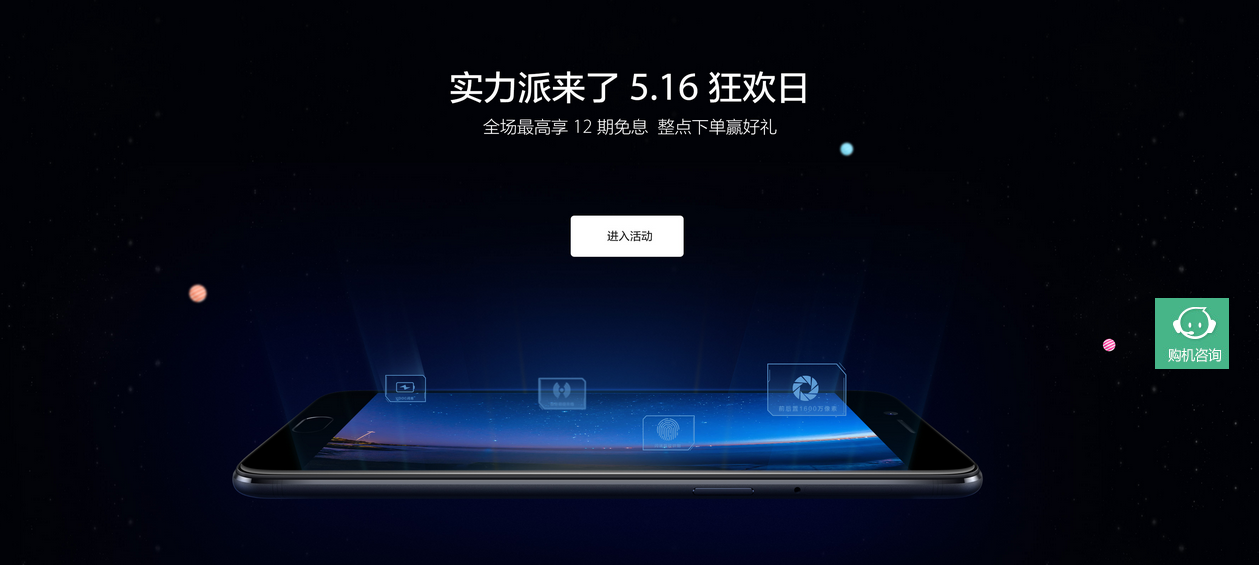 实力派来了 5.16 狂欢日
全场最高享 12 期免息 整点下单赢好礼
进入活动
购机咨询
前后置1600万像素